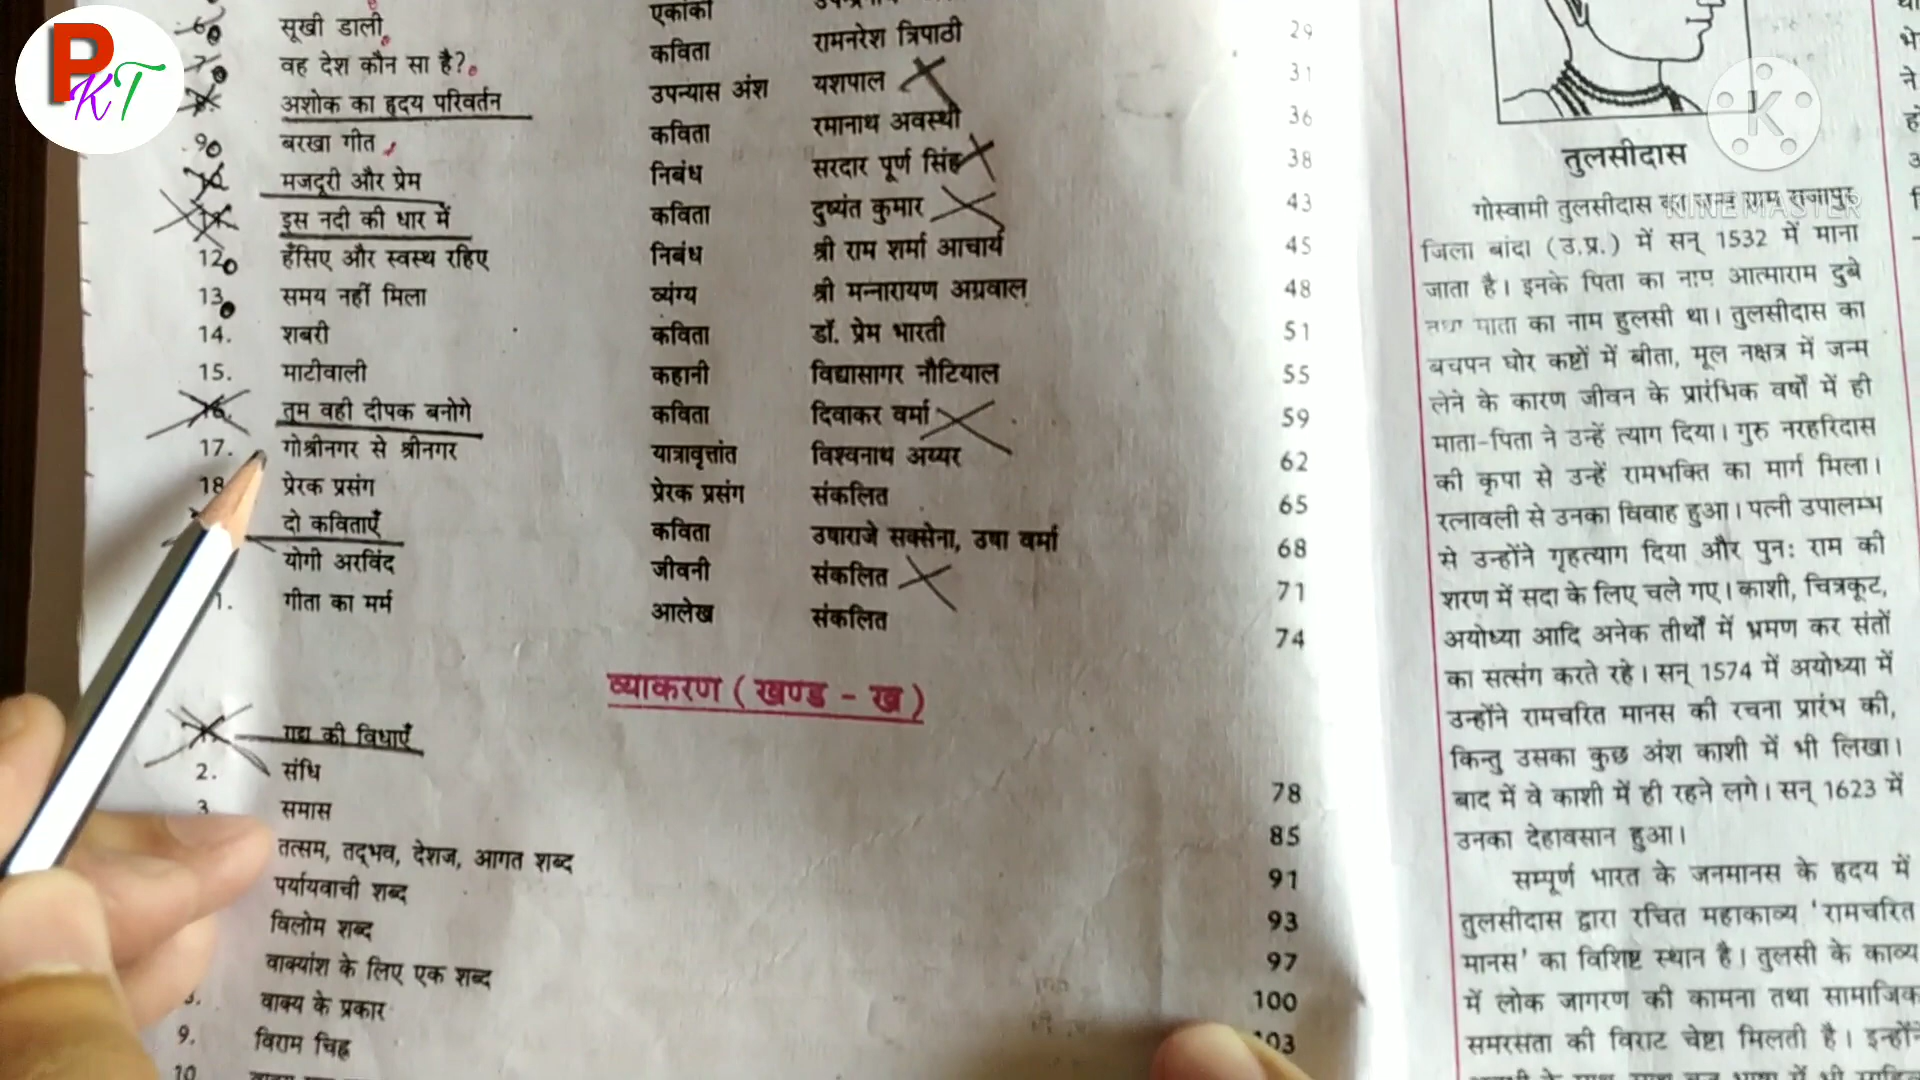 PKT
6. सूखी डाली एकांकी 29
7. वह देश कौन सा है? कविता रामनरेश त्रिपाठी 31
अशोक का हृदय परिवर्तन उपन्यास अंश यशपाल 36
9. बरखा गीत कविता रमानाथ अवस्थी 38
मजदूरी और प्रेम निबंध सरदार पूर्ण सिंह 43
इस नदी की धार में कविता दुष्यंत कुमार 45
12. हँसिए और स्वस्थ रहिए निबंध श्री राम शर्मा आचार्य 48
13. समय नहीं मिला व्यंग्य श्री मन्नारायण अग्रवाल 51
14. शबरी कविता डॉ. प्रेम भारती 55
15. माटीवाली कहानी विद्यासागर नौटियाल 59
16. तुम वही दीपक बनोगे कविता दिवाकर वर्मा 62
17. गोश्रीनगर से श्रीनगर यात्रावृत्तांत विश्वनाथ अय्यर 65
18 प्रेरक प्रसंग प्रेरक प्रसंग संकलित 68
दो कविताएँ कविता उषाराजे सक्सेना, उषा वर्मा 71
योगी अरविंद जीवनी संकलित 74
1. गीता का मर्म आलेख संकलित
व्याकरण ( खण्ड - ख )
गद्य की विधाएँ 78
2. संधि 85
3. समास 91
तत्सम, तद्भव, देशज, आगत शब्द 93
पर्यायवाची शब्द 97
विलोम शब्द 100
वाक्यांश के लिए एक शब्द 103
वाक्य के प्रकार
9. विराम चिह्न
10
K
KINEMASTER
तुलसीदास
गोस्वामी तुलसीदास का जन्म ग्राम राजापुर
जिला बांदा (उ.प्र.) में सन् 1532 में माना
जाता है। इनके पिता का नाम आत्माराम दुबे
तथा माता का नाम हुलसी था। तुलसीदास का
बचपन घोर कष्टों में बीता, मूल नक्षत्र में जन्म
लेने के कारण जीवन के प्रारंभिक वर्षों में ही
माता-पिता ने उन्हें त्याग दिया। गुरु नरहरिदास
की कृपा से उन्हें रामभक्ति का मार्ग मिला।
रत्नावली से उनका विवाह हुआ। पत्नी उपालम्भ
से उन्होंने गृहत्याग दिया और पुनः राम की
शरण में सदा के लिए चले गए। काशी, चित्रकूट,
अयोध्या आदि अनेक तीर्थों में भ्रमण कर संतों
का सत्संग करते रहे। सन् 1574 में अयोध्या में
उन्होंने रामचरित मानस की रचना प्रारंभ की,
किन्तु उसका कुछ अंश काशी में भी लिखा।
बाद में वे काशी में ही रहने लगे। सन् 1623 में
उनका देहावसान हुआ।
सम्पूर्ण भारत के जनमानस के हृदय में
तुलसीदास द्वारा रचित महाकाव्य 'रामचरित
मानस' का विशिष्ट स्थान है। तुलसी के काव्य
में लोक जागरण की कामना तथा सामाजिक
समरसता की विराट चेष्टा मिलती है। इन्होंने